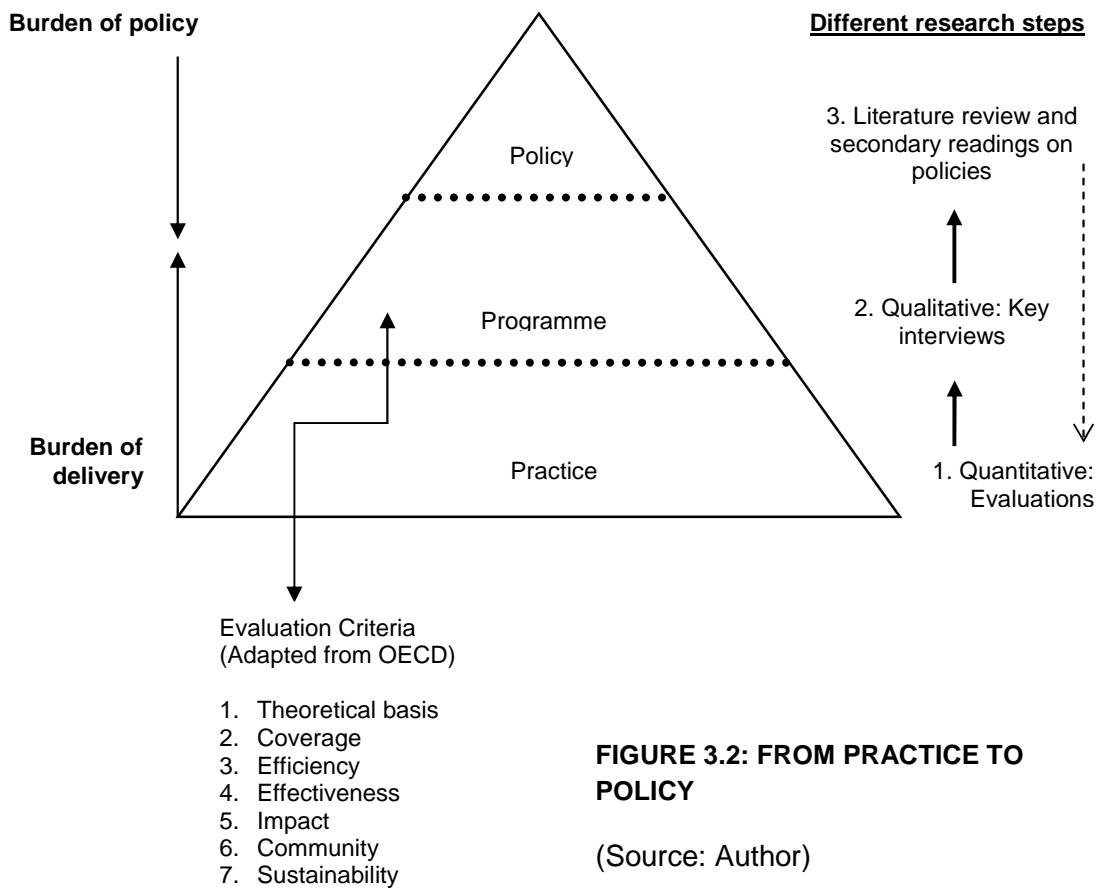 Burden of policy
Different research steps
3. Literature review and
secondary readings on
policies
Policy
Programme
2. Qualitative: Key
interviews
Burden of
delivery
Practice
1. Quantitative:
Evaluations
Evaluation Criteria
(Adapted from OECD)
1. Theoretical basis
2. Coverage
3. Efficiency
4. Effectiveness
5. Impact
6. Community
7. Sustainability
FIGURE 3.2: FROM PRACTICE TO
POLICY
(Source: Author)